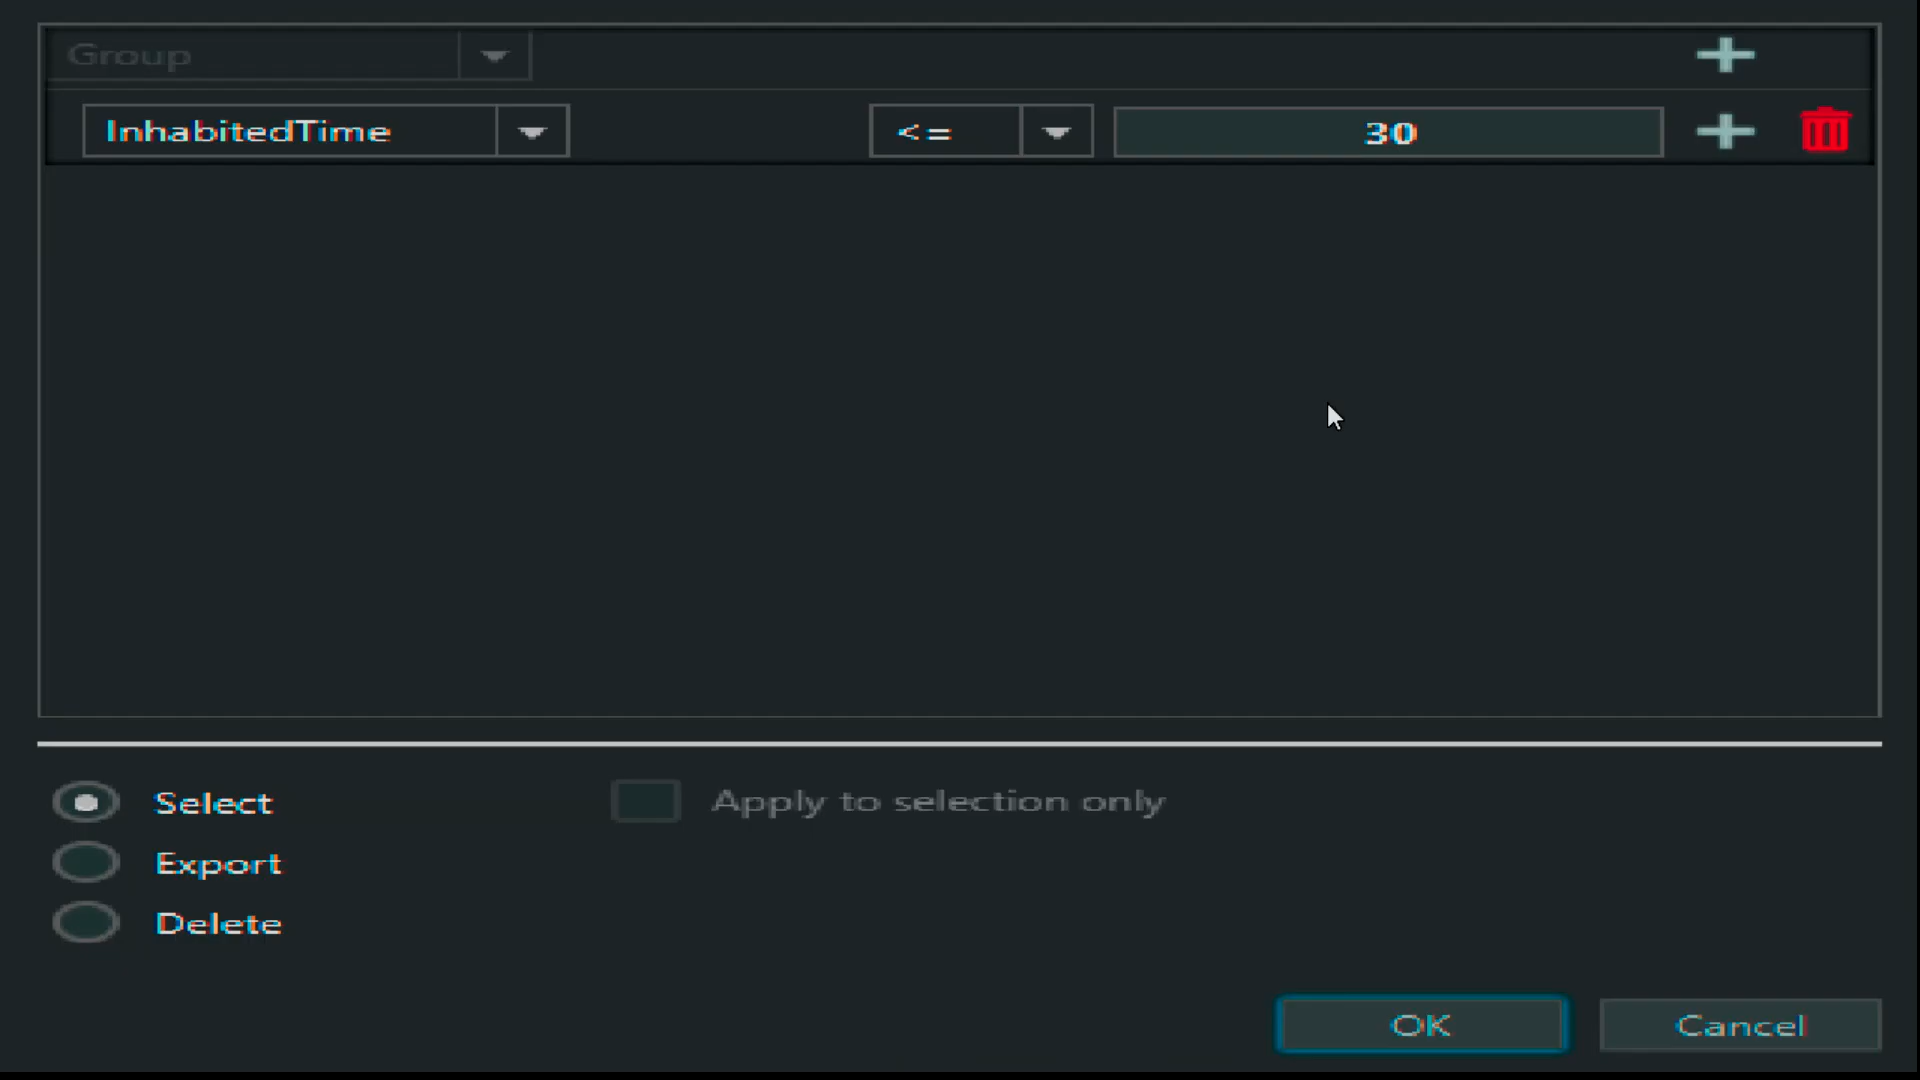 Group
InhabitedTime <= 30
Select Apply to selection only
Export
Delete
OK Cancel